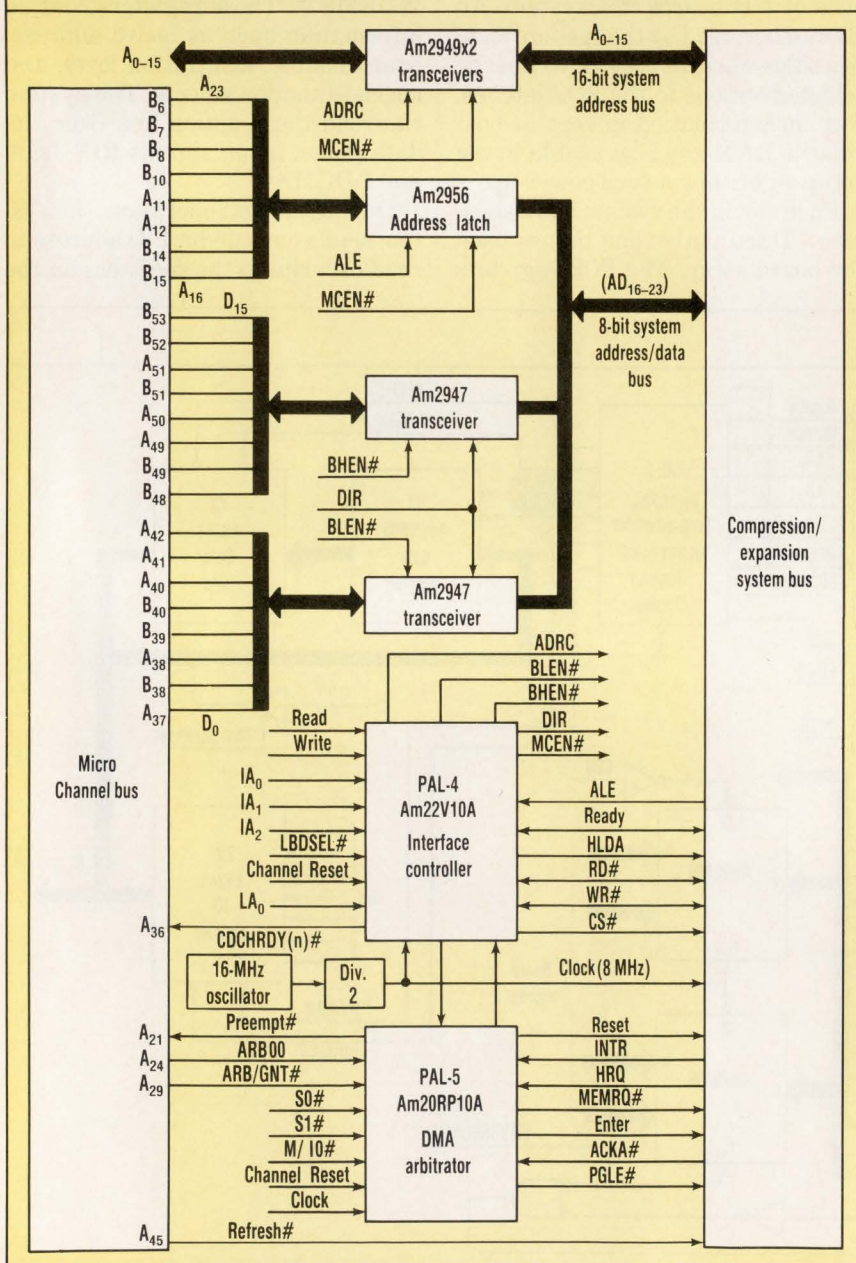 A0–15
Am2949x2
transceivers
A0–15
16-bit system
address bus
A23
B6
B7
B8
B10
A11
A12
B14
B15
ADRC
MCEN#
Am2956
Address latch
ALE
MCEN#
A16
D15
(AD16–23)
8-bit system
address/data
bus
B53
B52
A51
B51
A50
A49
B49
B48
Am2947
transceiver
BHEN#
DIR
BLEN#
Am2947
transceiver
A42
A41
A40
B40
B39
A38
B38
A37
D0
Micro
Channel bus
Compression/
expansion
system bus
ADRC
BLEN#
BHEN#
DIR
MCEN#
Read
Write
IA0
IA1
IA2
LBDSEL#
Channel Reset
LA0
PAL-4
Am22V10A
Interface
controller
ALE
Ready
HLDA
RD#
WR#
CS#
A36
CDCHRDY(n)#
16-MHz
oscillator
Div.
2
Clock(8 MHz)
A21
Preempt#
A24
ARB00
A29
ARB/GNT#
S0#
S1#
M/ I0#
Channel Reset
Clock
PAL-5
Am20RP10A
DMA
arbitrator
Reset
INTR
HRQ
MEMRQ#
Enter
ACKA#
PGLE#
A45
Refresh#